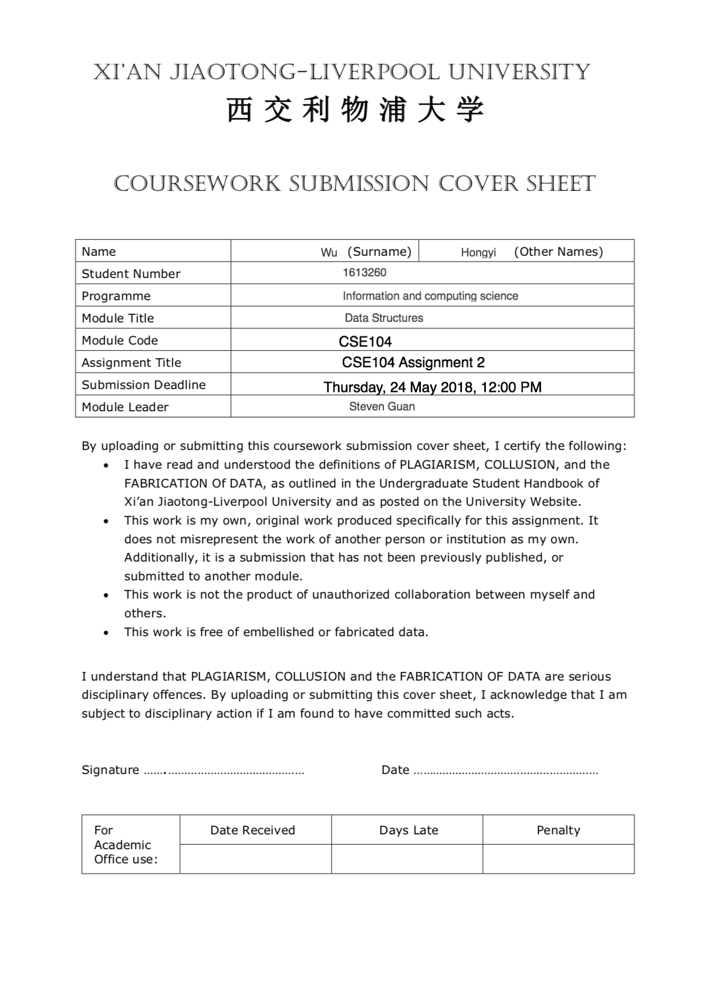 XI'AN JIAOTONG-LIVERPOOL UNIVERSITY
西交利物浦大学
COURSEWORK SUBMISSION COVER SHEET
Name Wu (Surname) Hongyi (Other Names)
Student Number 1613260
Programme Information and computing science
Module Title Data Structures
Module Code CSE104
Assignment Title CSE104 Assignment 2
Submission Deadline Thursday, 24 May 2018, 12:00 PM
Module Leader Steven Guan
By uploading or submitting this coursework submission cover sheet, I certify the following:
• I have read and understood the definitions of PLAGIARISM, COLLUSION, and the
FABRICATION Of DATA, as outlined in the Undergraduate Student Handbook of
Xi’an Jiaotong-Liverpool University and as posted on the University Website.
• This work is my own, original work produced specifically for this assignment. It
does not misrepresent the work of another person or institution as my own.
Additionally, it is a submission that has not been previously published, or
submitted to another module.
• This work is not the product of unauthorized collaboration between myself and
others.
• This work is free of embellished or fabricated data.
I understand that PLAGIARISM, COLLUSION and the FABRICATION OF DATA are serious
disciplinary offences. By uploading or submitting this cover sheet, I acknowledge that I am
subject to disciplinary action if I am found to have committed such acts.
Signature ................................................ Date ................................................
For Date Received Days Late Penalty
Academic
Office use: